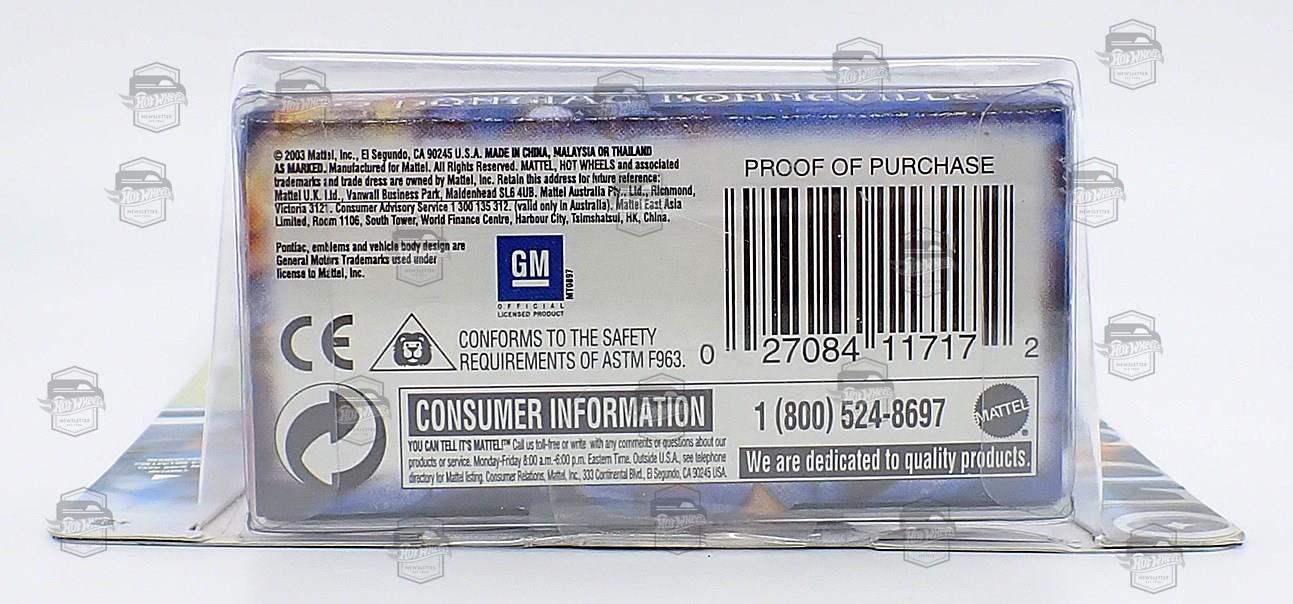 PONTIAC BONNEVILLE
© 2003 Mattel, Inc., El Segundo, CA 90245 U.S.A. MADE IN CHINA, MALAYSIA OR THAILAND
AS MARKED. Manufactured for Mattel. All Rights Reserved. MATTEL, HOT WHEELS and associated
trademarks and trade dress are owned by Mattel, Inc. Retain this address for future reference:
Mattel U.K. Ltd., Vanwall Business Park, Maidenhead SL6 4UB. Mattel Australia Pty., Ltd., Richmond,
Victoria 3121. Consumer Advisory Service 1 300 135 312. (valid only in Australia). Mattel East Asia
Limited, Room 1106, South Tower, World Finance Centre, Harbour City, Tsimshatsui, HK, China.
Pontiac, emblems and vehicle body design are
General Motors Trademarks used under
license to Mattel, Inc.
GM
OFFICIAL
LICENSED PRODUCT
MT0897
PROOF OF PURCHASE
0 27084 11717 2
CE
CONFORMS TO THE SAFETY
REQUIREMENTS OF ASTM F963.
CONSUMER INFORMATION
YOU CAN TELL IT'S MATTEL!™ Call us toll-free or write with any comments or questions about our
products or service, Monday-Friday 8:00 a.m.-6:00 p.m. Eastern Time. Outside U.S.A., see telephone
directory for Mattel listing. Consumer Relations, Mattel, Inc., 333 Continental Blvd., El Segundo, CA 90245 USA.
1 (800) 524-8697
MATTEL®
We are dedicated to quality products.
HOT WHEELS
NEWSLETTER